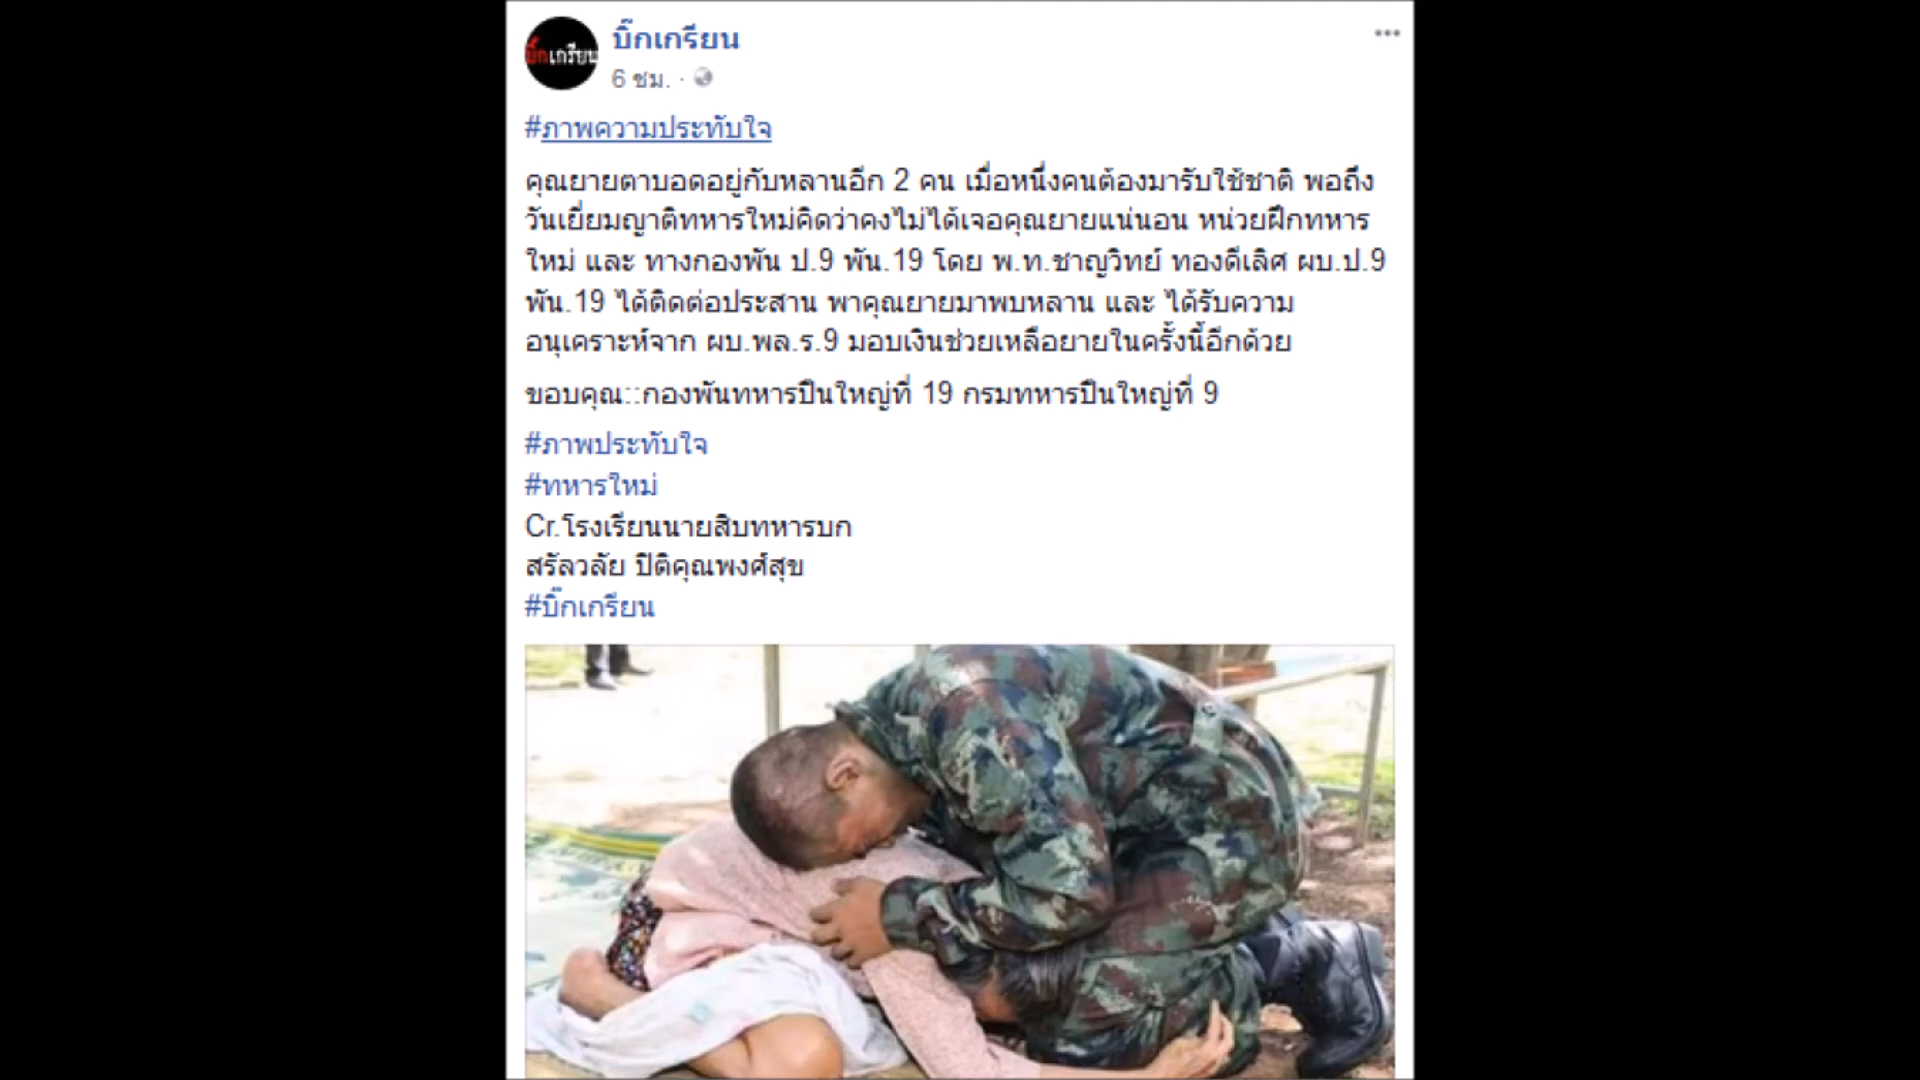 บิ๊กเกรียน
บิ๊กเกรียน
6 ชม. ·
#ภาพความประทับใจ
คุณยายตาบอดอยู่กับหลานอีก 2 คน เมื่อหนึ่งคนต้องมารับใช้ชาติ พอถึง
วันเยี่ยมญาติทหารใหม่คิดว่าคงไม่ได้เจอคุณยายแน่นอน หน่วยฝึกทหาร
ใหม่ และ ทางกองพัน ป.9 พัน.19 โดย พ.ท.ชาญวิทย์ ทองดีเลิศ ผบ.ป.9
พัน.19 ได้ติดต่อประสาน พาคุณยายมาพบหลาน และ ได้รับความ
อนุเคราะห์จาก ผบ.พล.ร.9 มอบเงินช่วยเหลือยายในครั้งนี้อีกด้วย
ขอบคุณ::กองพันทหารปืนใหญ่ที่ 19 กรมทหารปืนใหญ่ที่ 9
#ภาพประทับใจ
#ทหารใหม่
Cr.โรงเรียนนายสิบทหารบก
สรัลวลัย ปิติคุณพงศ์สุข
#บิ๊กเกรียน